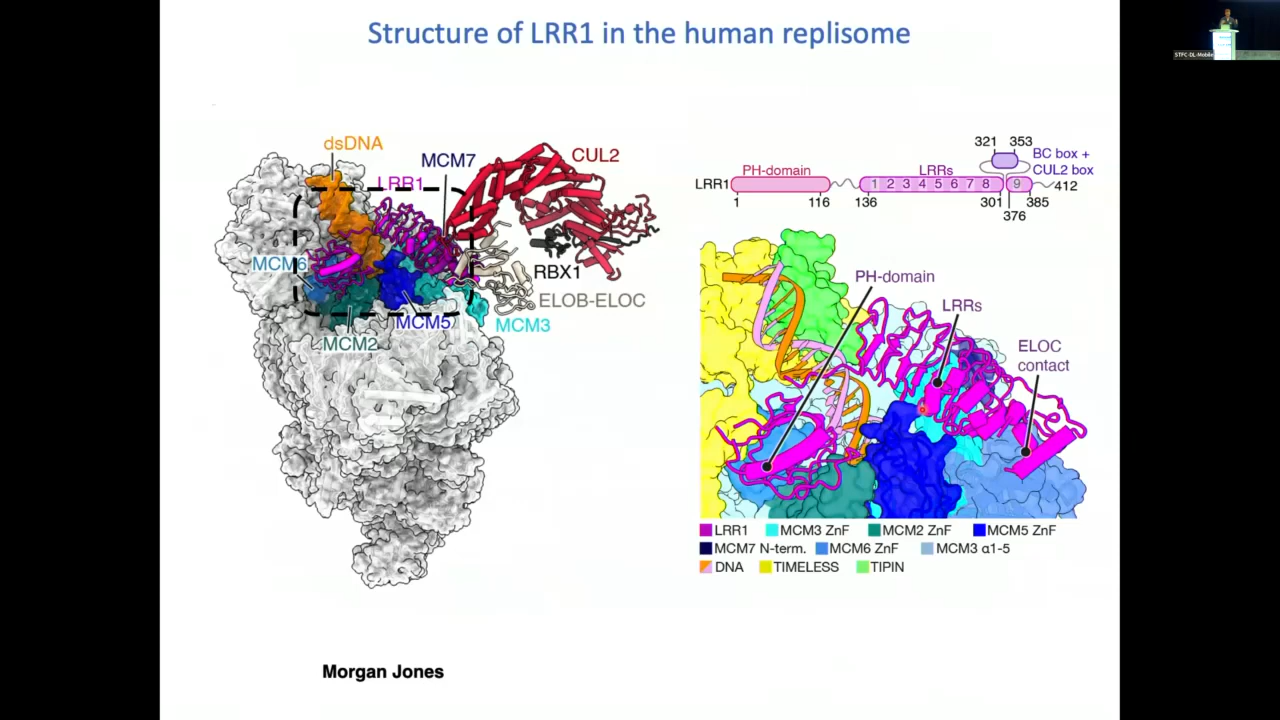 Structure of LRR1 in the human replisome
STFC-DL-Mobile
dsDNA
MCM7
CUL2
LRR1
MCM6
RBX1
ELOB-ELOC
MCM5
MCM3
MCM2
321 353
BC box +
CUL2 box
PH-domain
LRRs
LRR1
1 2 3 4 5 6 7 8 9
412
1 116 136 301 385
376
PH-domain
LRRs
ELOC
contact
LRR1 MCM3 ZnF MCM2 ZnF MCM5 ZnF
MCM7 N-term. MCM6 ZnF MCM3 α1-5
DNA TIMELESS TIPIN
Morgan Jones